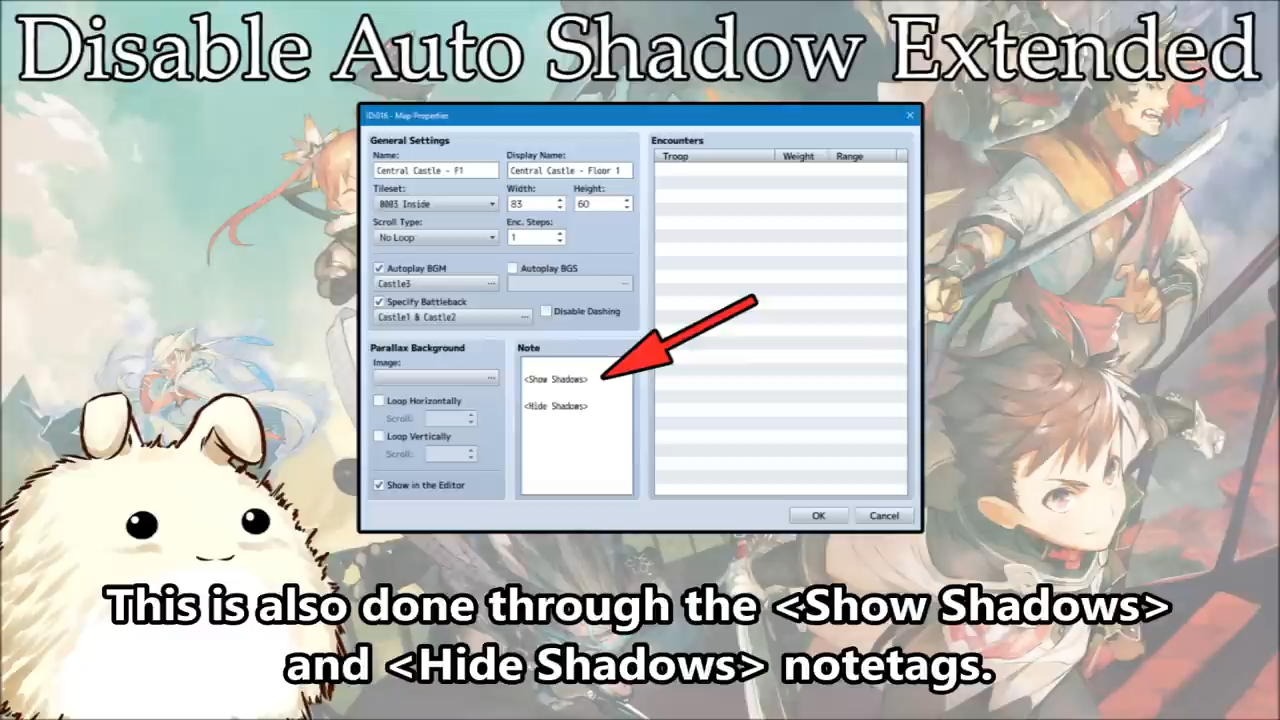 Disable Auto Shadow Extended
ID:016 - Map Properties
General Settings
Name:
Display Name:
Central Castle - F1
Central Castle - Floor 1
Tileset:
Width:
Height:
0003 Inside
83
60
Scroll Type:
Enc. Steps:
No Loop
1
Autoplay BGM
Autoplay BGS
Castle3
...
...
Specify Battleback
Disable Dashing
Castle1 & Castle2
...
Parallax Background
Image:
...
Loop Horizontally
Scroll:
Loop Vertically
Scroll:
Show in the Editor
Note
<Show Shadows>
<Hide Shadows>
Encounters
Troop
Weight
Range
OK
Cancel
This is also done through the <Show Shadows>
and <Hide Shadows> notetags.